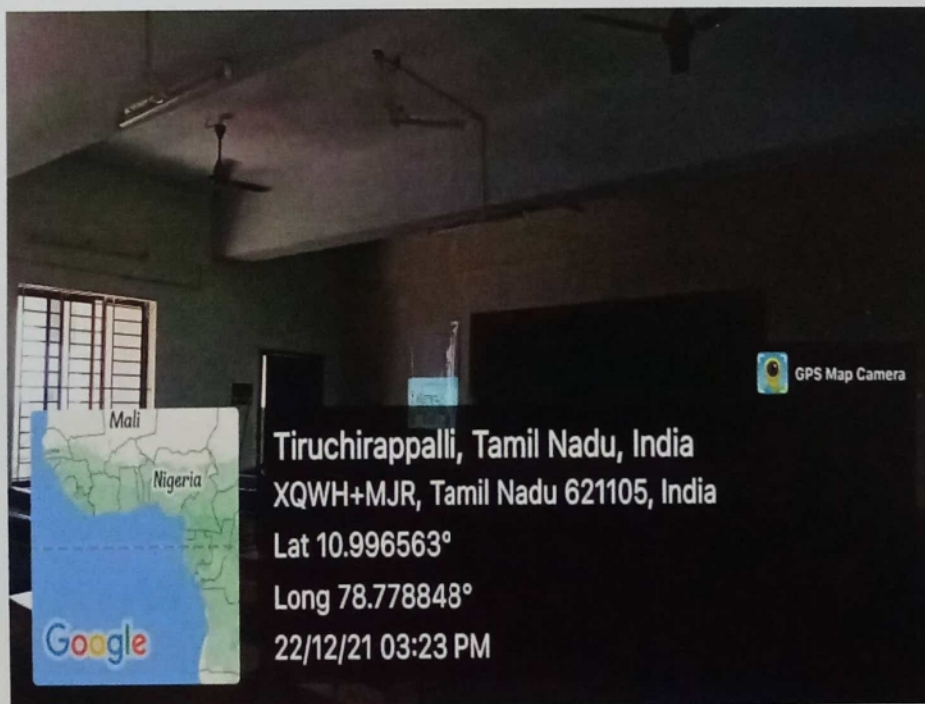 GPS Map Camera
Mali
Nigeria
Google
Tiruchirappalli, Tamil Nadu, India
XQWH+MJR, Tamil Nadu 621105, India
Lat 10.996563°
Long 78.778848°
22/12/21 03:23 PM